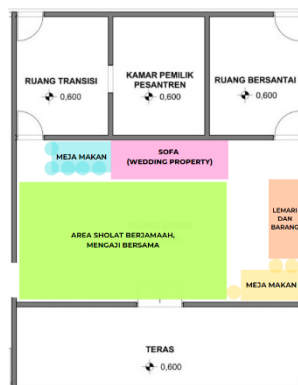 RUANG TRANSISI
0,600
KAMAR PEMILIK
PESANTREN
0,600
RUANG BERSANTAI
0,600
MEJA MAKAN
SOFA
(WEDDING PROPERTY)
AREA SHOLAT BERJAMAAH,
MENGAJI BERSAMA
LEMARI
DAN
BARANG
MEJA MAKAN
TERAS
0,600